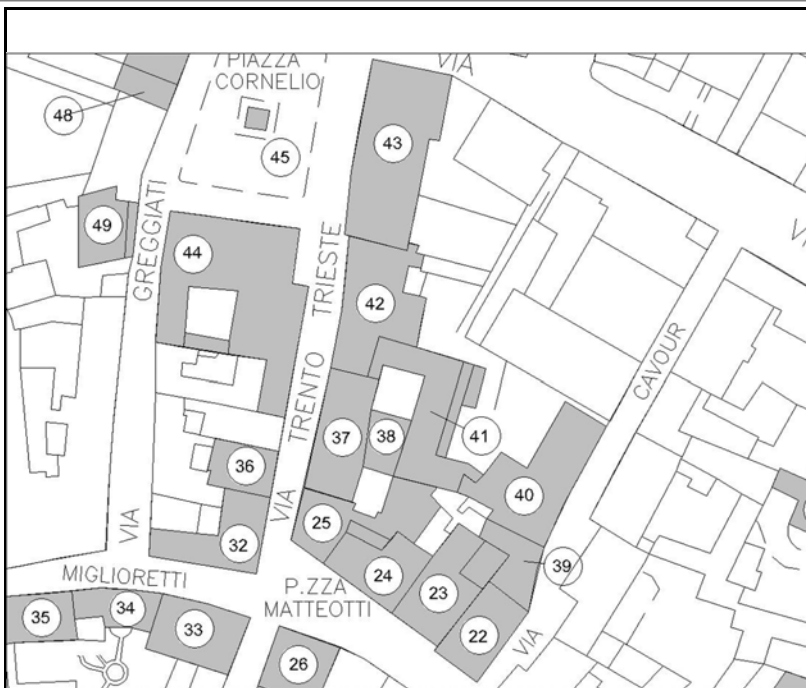 PIAZZA
CORNELIO
VIA
48
45
43
49
44
GREGGIATI
VIA
42
TRIESTE
TRENTO
VIA
CAVOUR
VIA
37
38
41
36
40
25
32
24
39
23
22
MIGLIORETTI
P.ZZA
MATTEOTTI
35
34
33
26